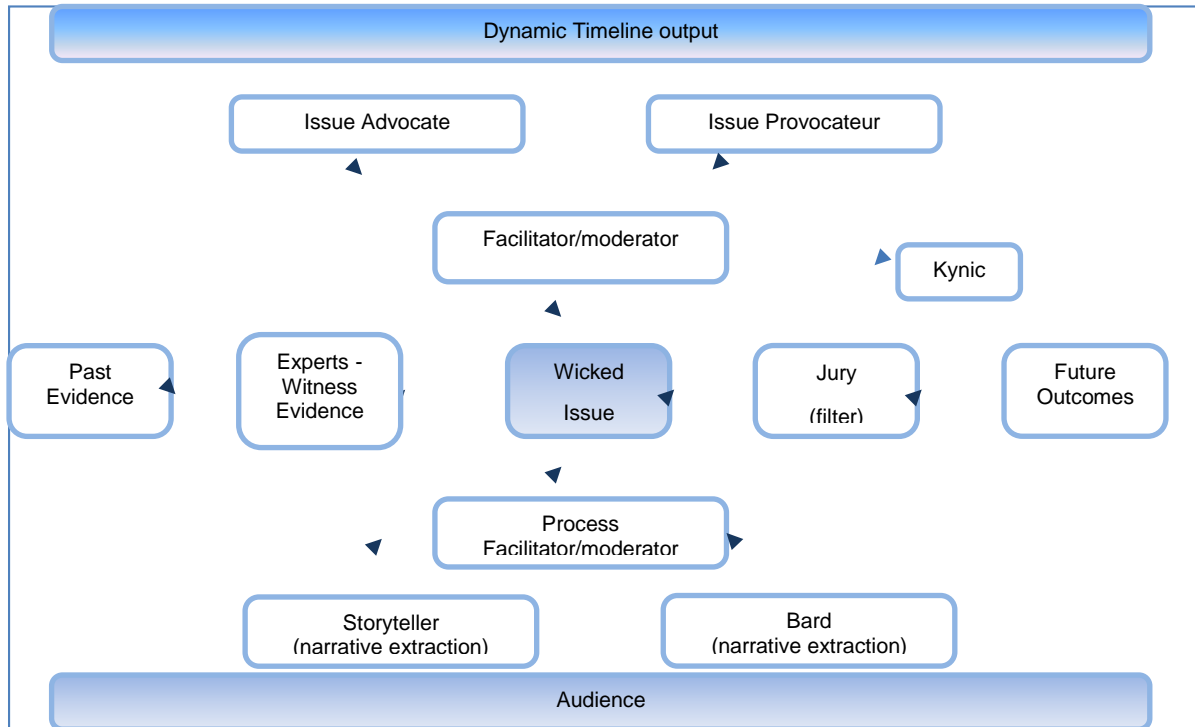 Dynamic Timeline output
Issue Advocate
Issue Provocateur
Facilitator/moderator
Kynic
Past
Evidence
Experts -
Witness
Evidence
Wicked
Issue
Jury
(filter)
Future
Outcomes
Process
Facilitator/moderator
Storyteller
(narrative extraction)
Bard
(narrative extraction)
Audience